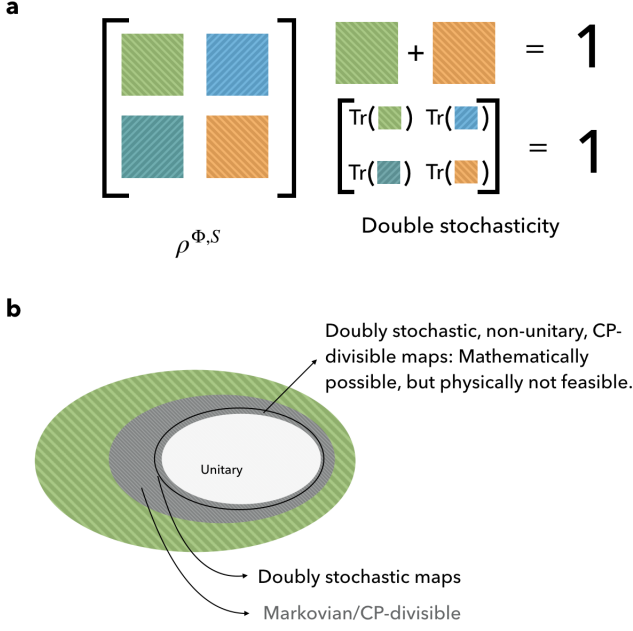 a
+ = 1
Tr( ) Tr( )
Tr( ) Tr( )
= 1
ρΦ,S
Double stochasticity
b
Doubly stochastic, non-unitary, CP-
divisible maps: Mathematically
possible, but physically not feasible.
Unitary
Doubly stochastic maps
Markovian/CP-divisible